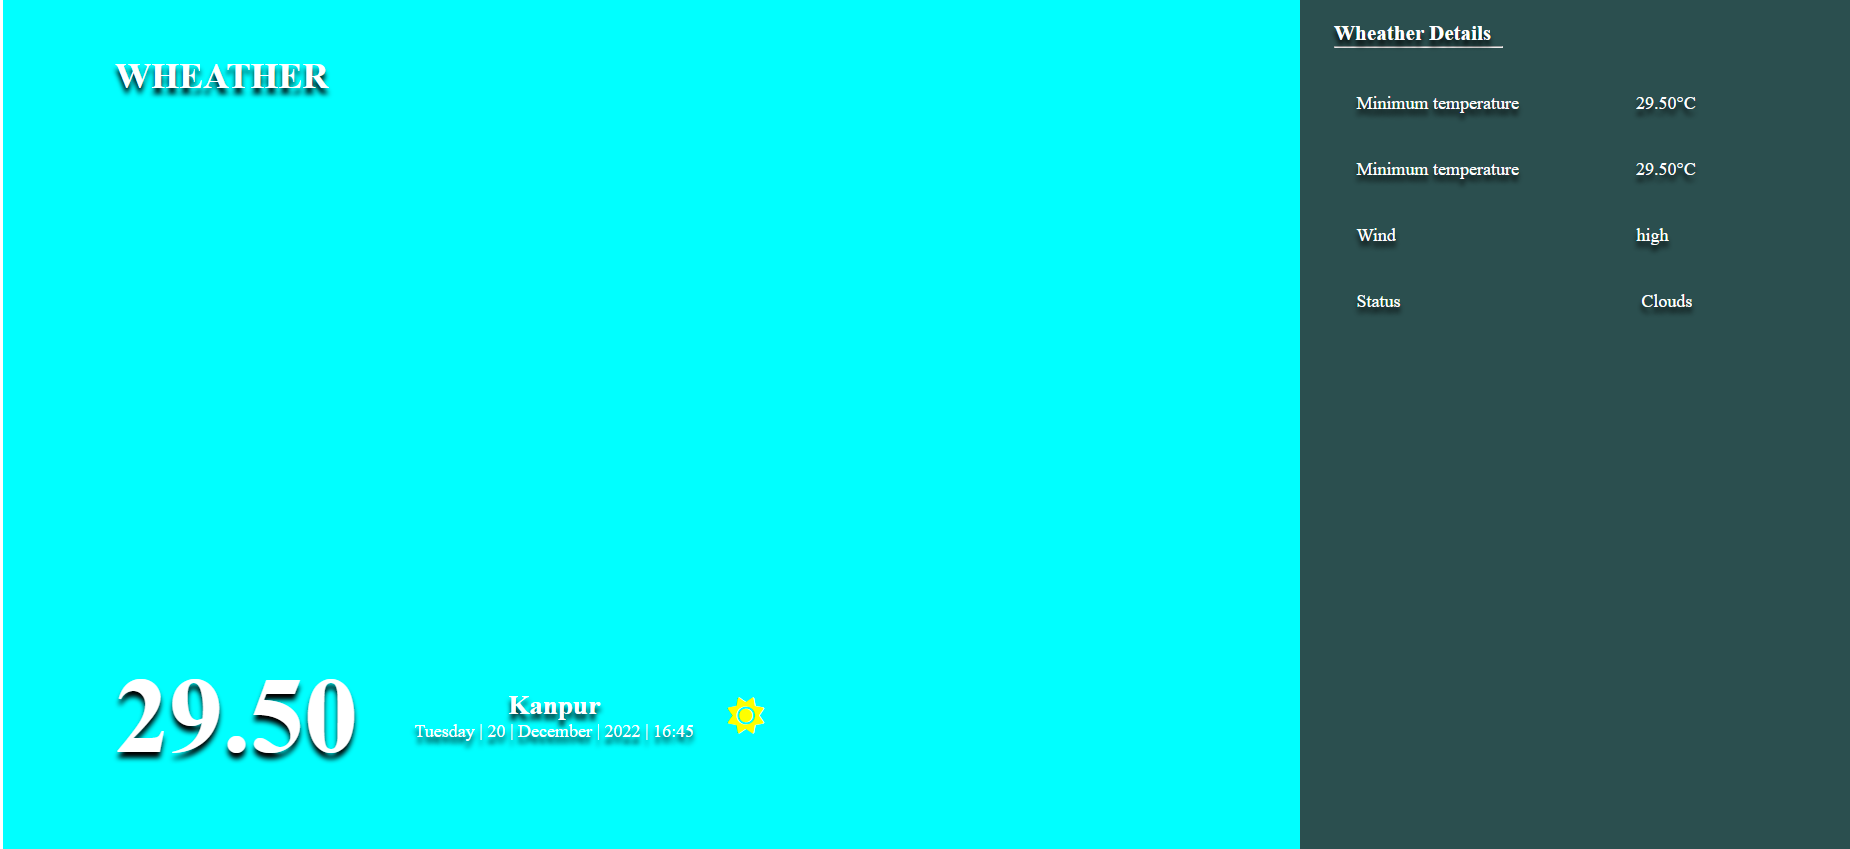 WHEATHER
29.50
Kanpur
Tuesday | 20 | December | 2022 | 16:45
Wheather Details
Minimum temperature 29.50°C
Minimum temperature 29.50°C
Wind high
Status Clouds